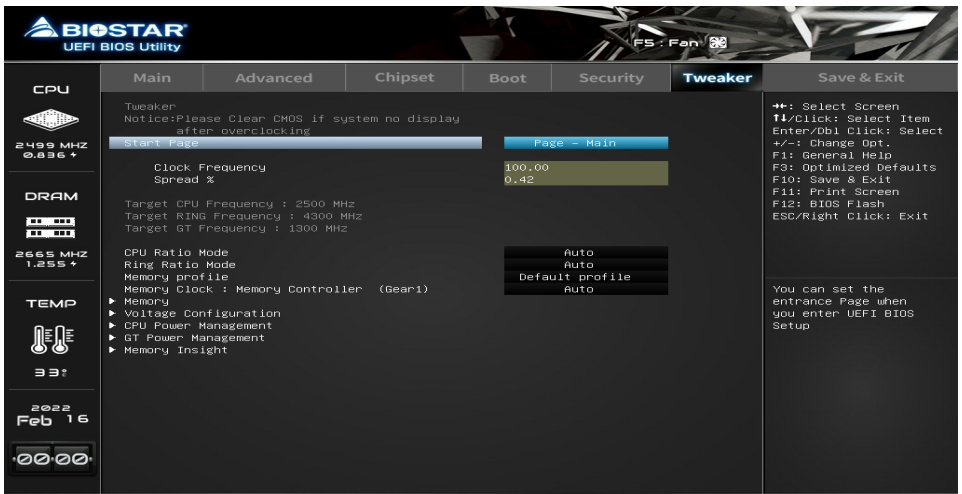 BIOSTAR®
UEFI BIOS Utility
F5 : Fan
CPU
2499 MHZ
0.836
DRAM
2665 MHZ
1.255
TEMP
33
2022
Feb 16
00:00
Main Advanced Chipset Boot Security Tweaker Save & Exit
Tweaker
Notice:Please Clear CMOS if system no display
after overclocking
Start Page Page - Main
Clock Frequency 100.00
Spread % 0.42
Target CPU Frequency : 2500 MHz
Target RING Frequency : 4300 MHz
Target GT Frequency : 1300 MHz
CPU Ratio Mode Auto
Ring Ratio Mode Auto
Memory profile Default profile
Memory Clock : Memory Controller (Gear1) Auto
► Memory
► Voltage Configuration
► CPU Power Management
► GT Power Management
► Memory Insight
→←: Select Screen
↑↓/Click: Select Item
Enter/Dbl Click: Select
+/-: Change Opt.
F1: General Help
F3: Optimized Defaults
F10: Save & Exit
F11: Print Screen
F12: BIOS Flash
ESC/Right Click: Exit
You can set the
entrance Page when
you enter UEFI BIOS
Setup